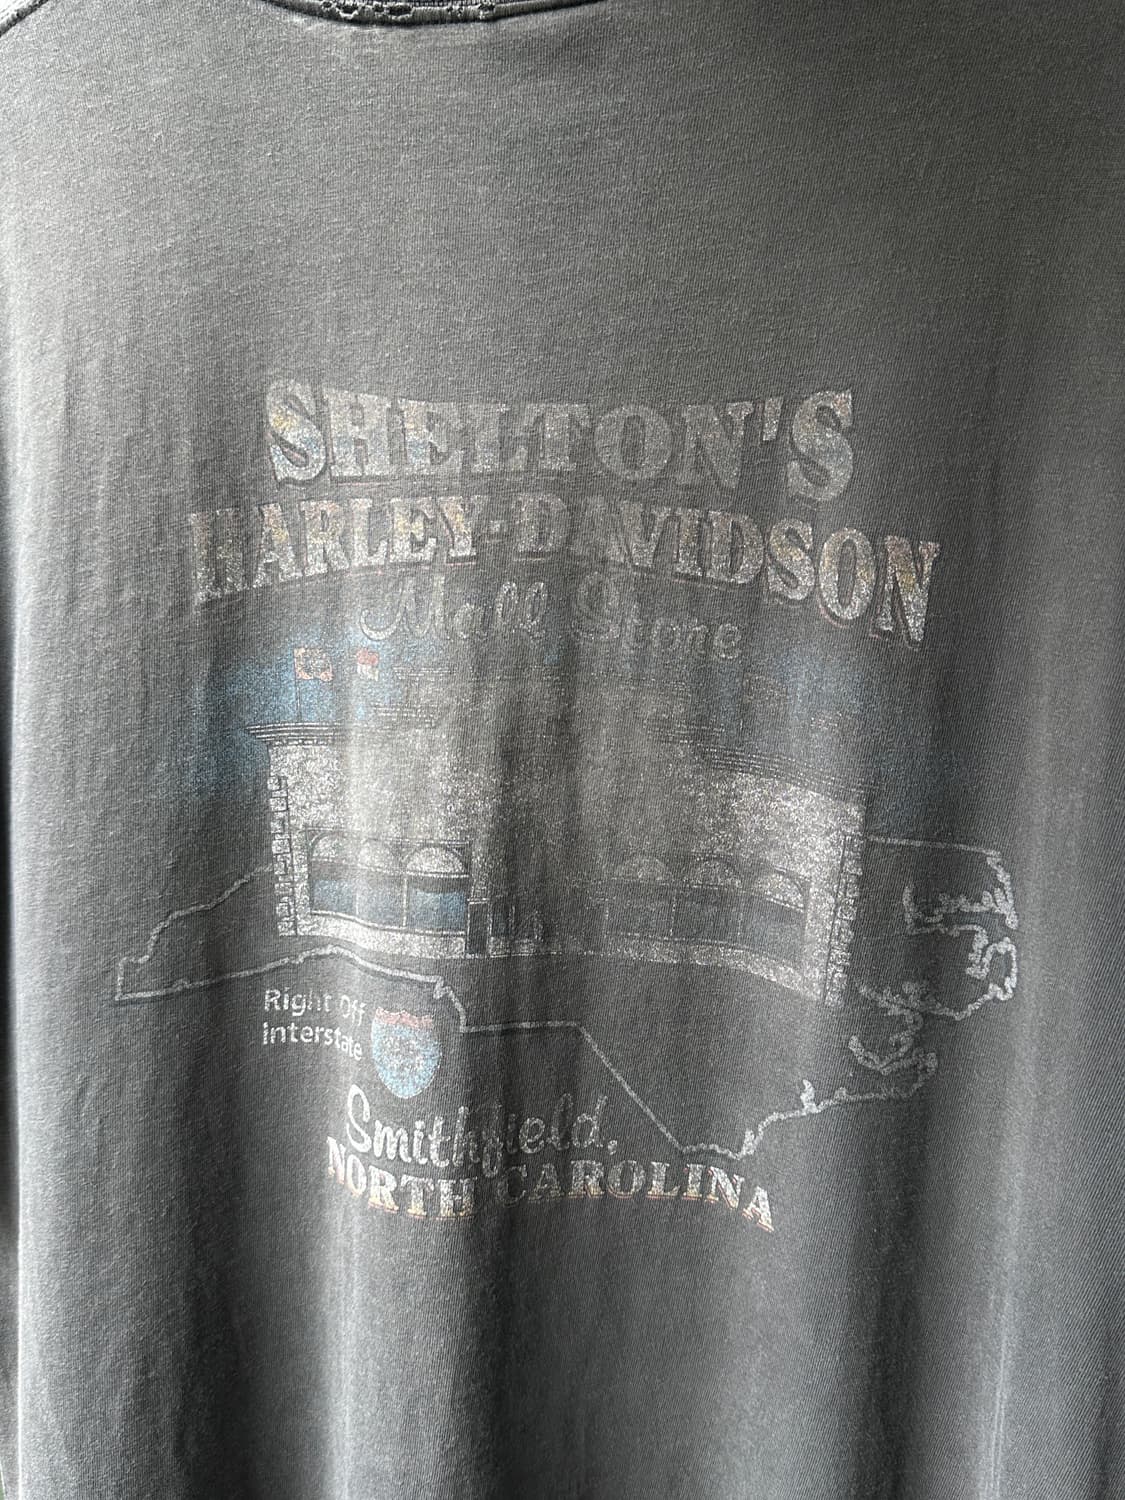 SHELTON'S
HARLEY-DAVIDSON
Mall Store
Right Off
Interstate
Smithfield,
NORTH CAROLINA